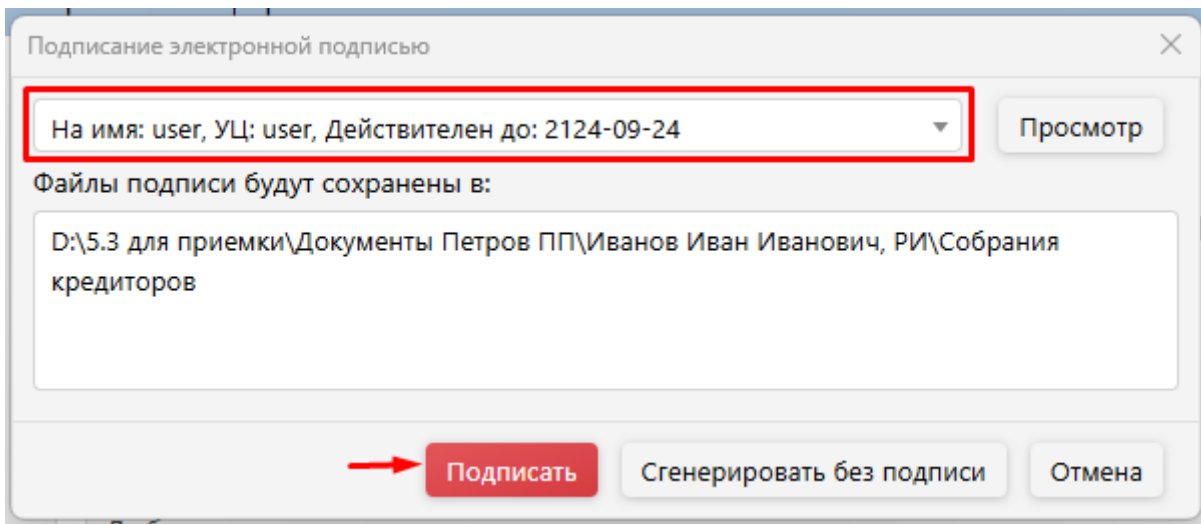 Подписание электронной подписью
На имя: user, УЦ: user, Действителен до: 2124-09-24
Просмотр
Файлы подписи будут сохранены в:
D:\5.3 для приемки\Документы Петров ПП\Иванов Иван Иванович, РИ\Собрания
кредиторов
Подписать
Сгенерировать без подписи
Отмена